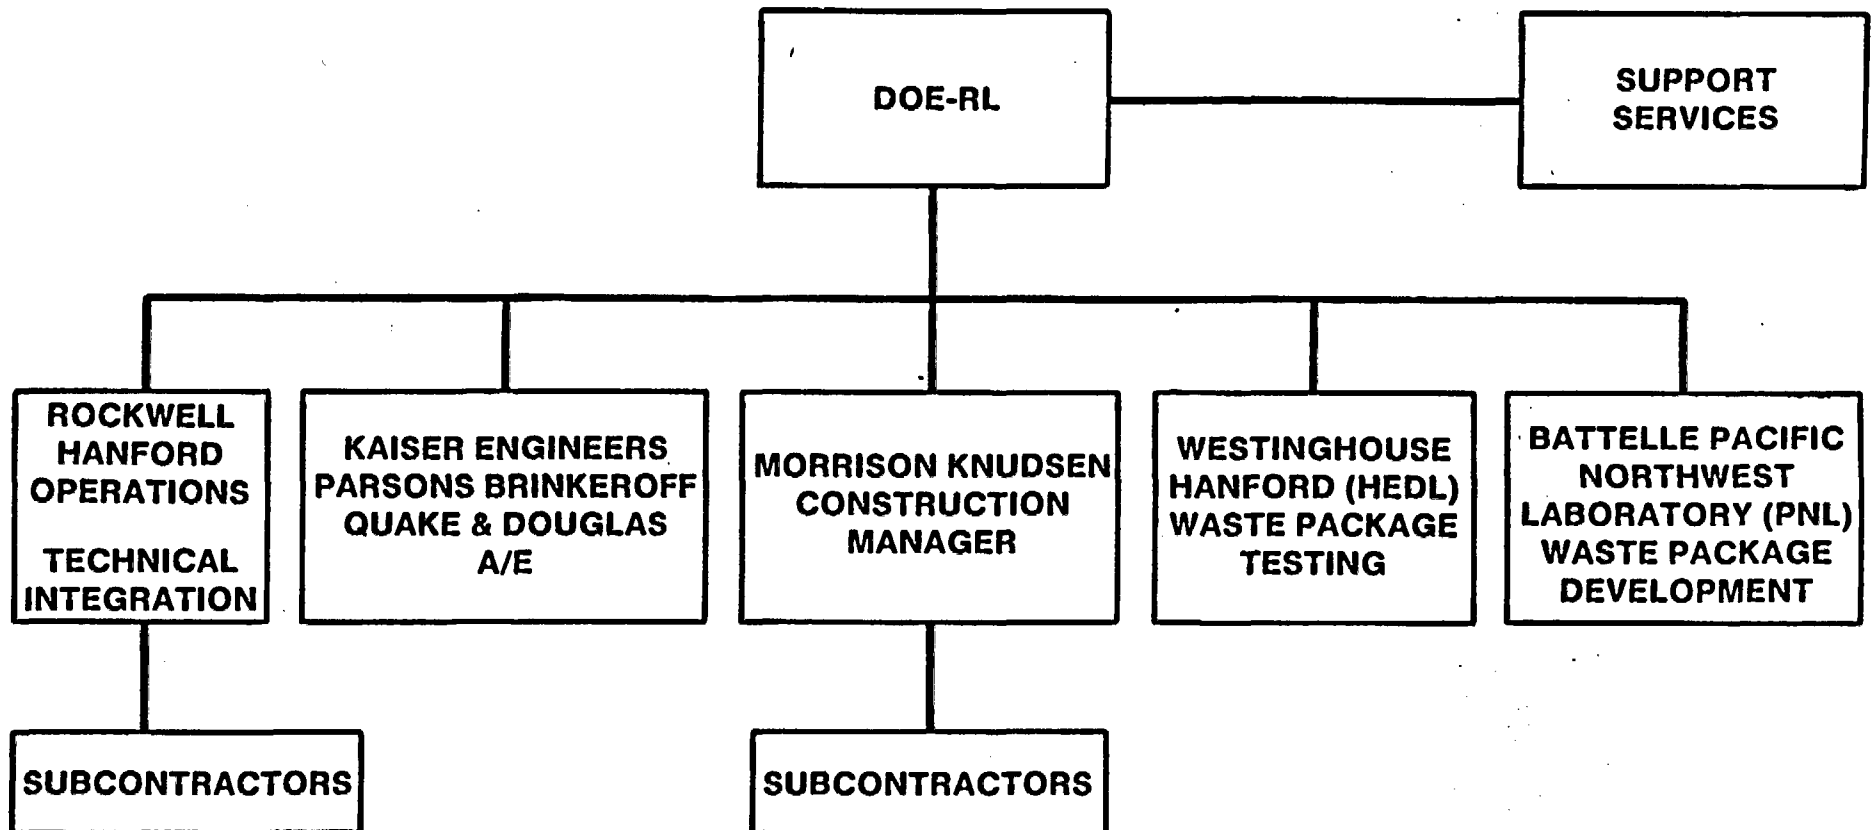 DOE-RL
SUPPORT
SERVICES
ROCKWELL
HANFORD
OPERATIONS
TECHNICAL
INTEGRATION
KAISER ENGINEERS
PARSONS BRINKEROFF
QUAKE & DOUGLAS
A/E
MORRISON KNUDSEN
CONSTRUCTION
MANAGER
WESTINGHOUSE
HANFORD (HEDL)
WASTE PACKAGE
TESTING
BATTELLE PACIFIC
NORTHWEST
LABORATORY (PNL)
WASTE PACKAGE
DEVELOPMENT
SUBCONTRACTORS
SUBCONTRACTORS